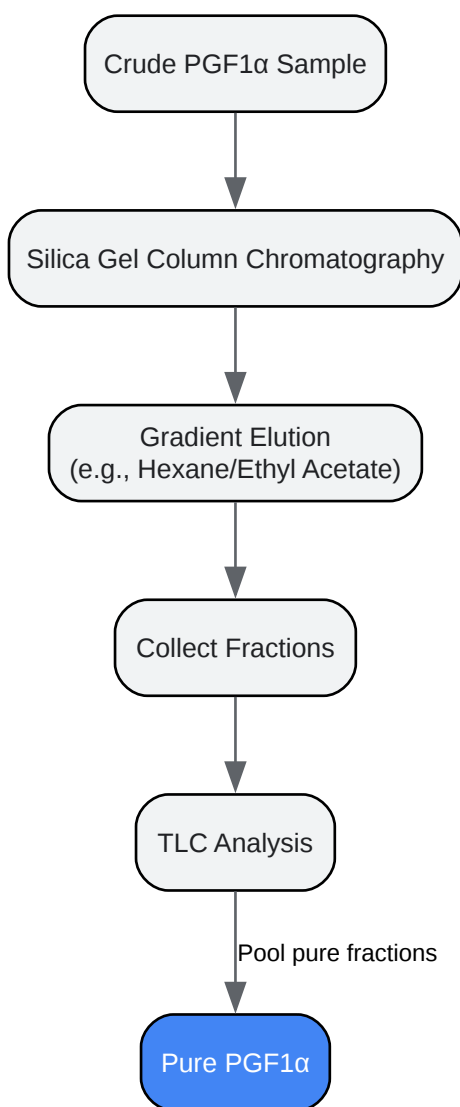 Crude PGF1α Sample
Silica Gel Column Chromatography
Gradient Elution
(e.g., Hexane/Ethyl Acetate)
Collect Fractions
TLC Analysis
Pool pure fractions
Pure PGF1α